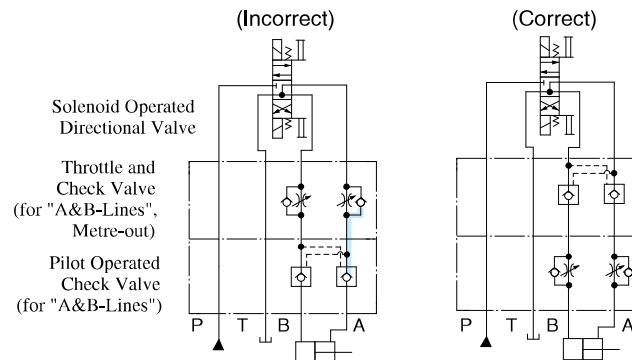 (Incorrect)
(Correct)
Solenoid Operated
Directional Valve
Throttle and
Check Valve
(for "A&B-Lines",
Metre-out)
Pilot Operated
Check Valve
(for "A&B-Lines")
P T B A
P T B A